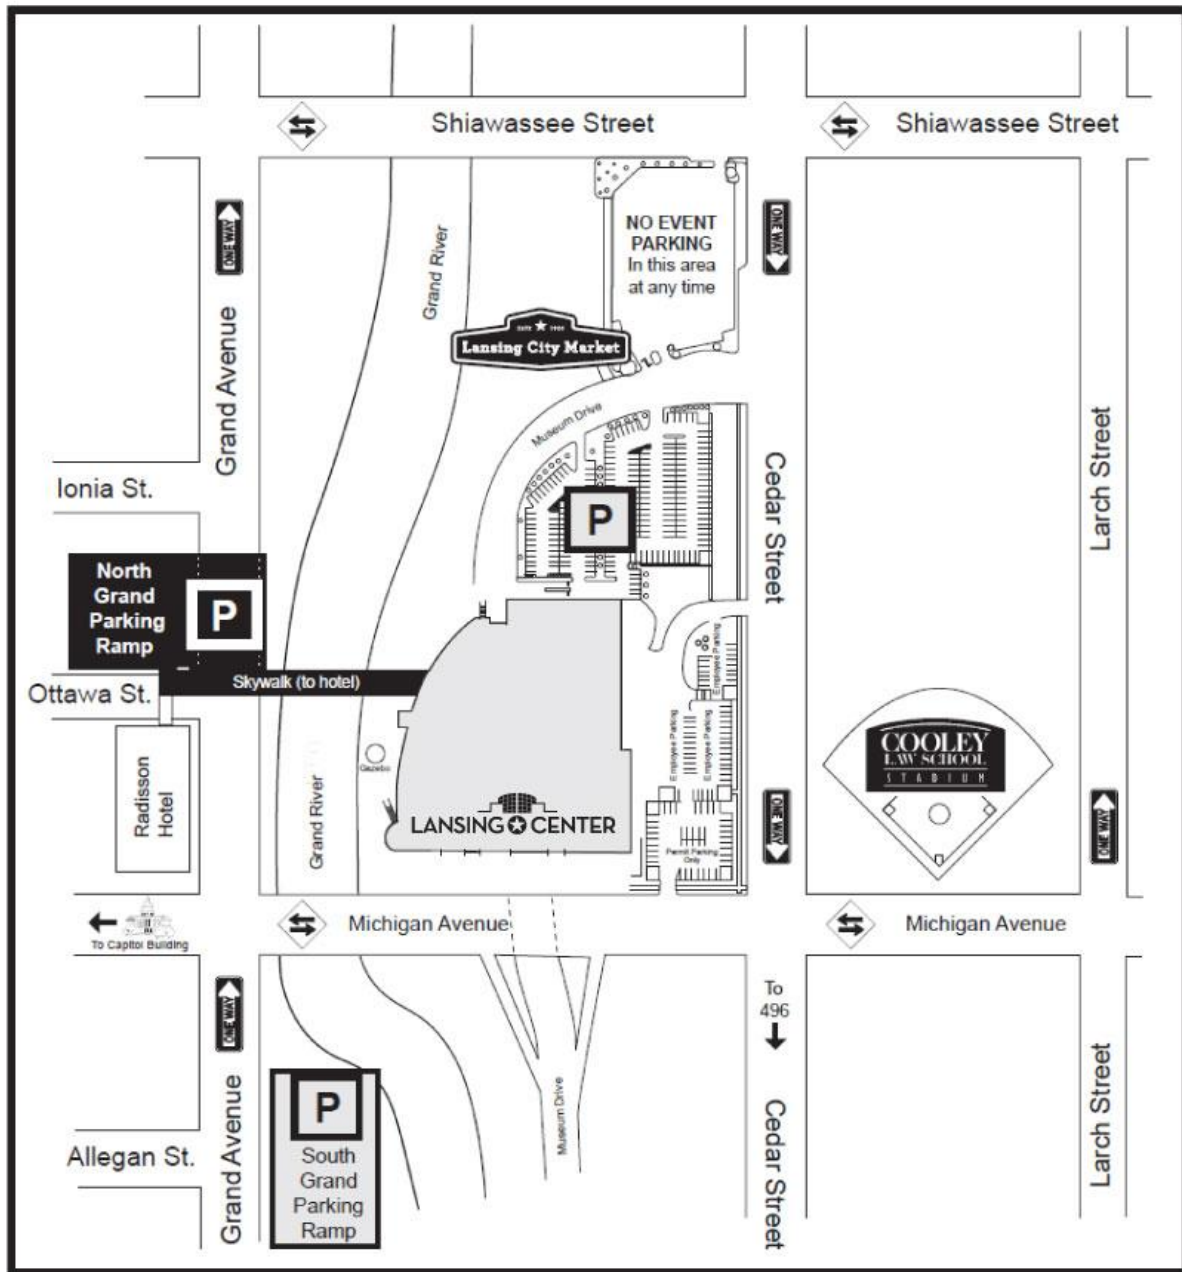 Shiawassee Street
Shiawassee Street
ONE WAY
Grand Avenue
Grand River
NO EVENT
PARKING
In this area
at any time
ONE WAY
Lansing City Market
Museum Drive
P
Cedar Street
Larch Street
Ionia St.
North
Grand
Parking
Ramp
P
Skywalk (to hotel)
Ottawa St.
Radisson
Hotel
Gazebo
Grand River
Employee Parking
Employee Parking
Employee Parking
LANSING CENTER
Permit Parking
Only
ONE WAY
COOLEY
LAW SCHOOL
STADIUM
ONE WAY
To Capitol Building
Michigan Avenue
Michigan Avenue
ONE WAY
To
496
Grand Avenue
P
South
Grand
Parking
Ramp
Museum Drive
Cedar Street
Larch Street
Allegan St.